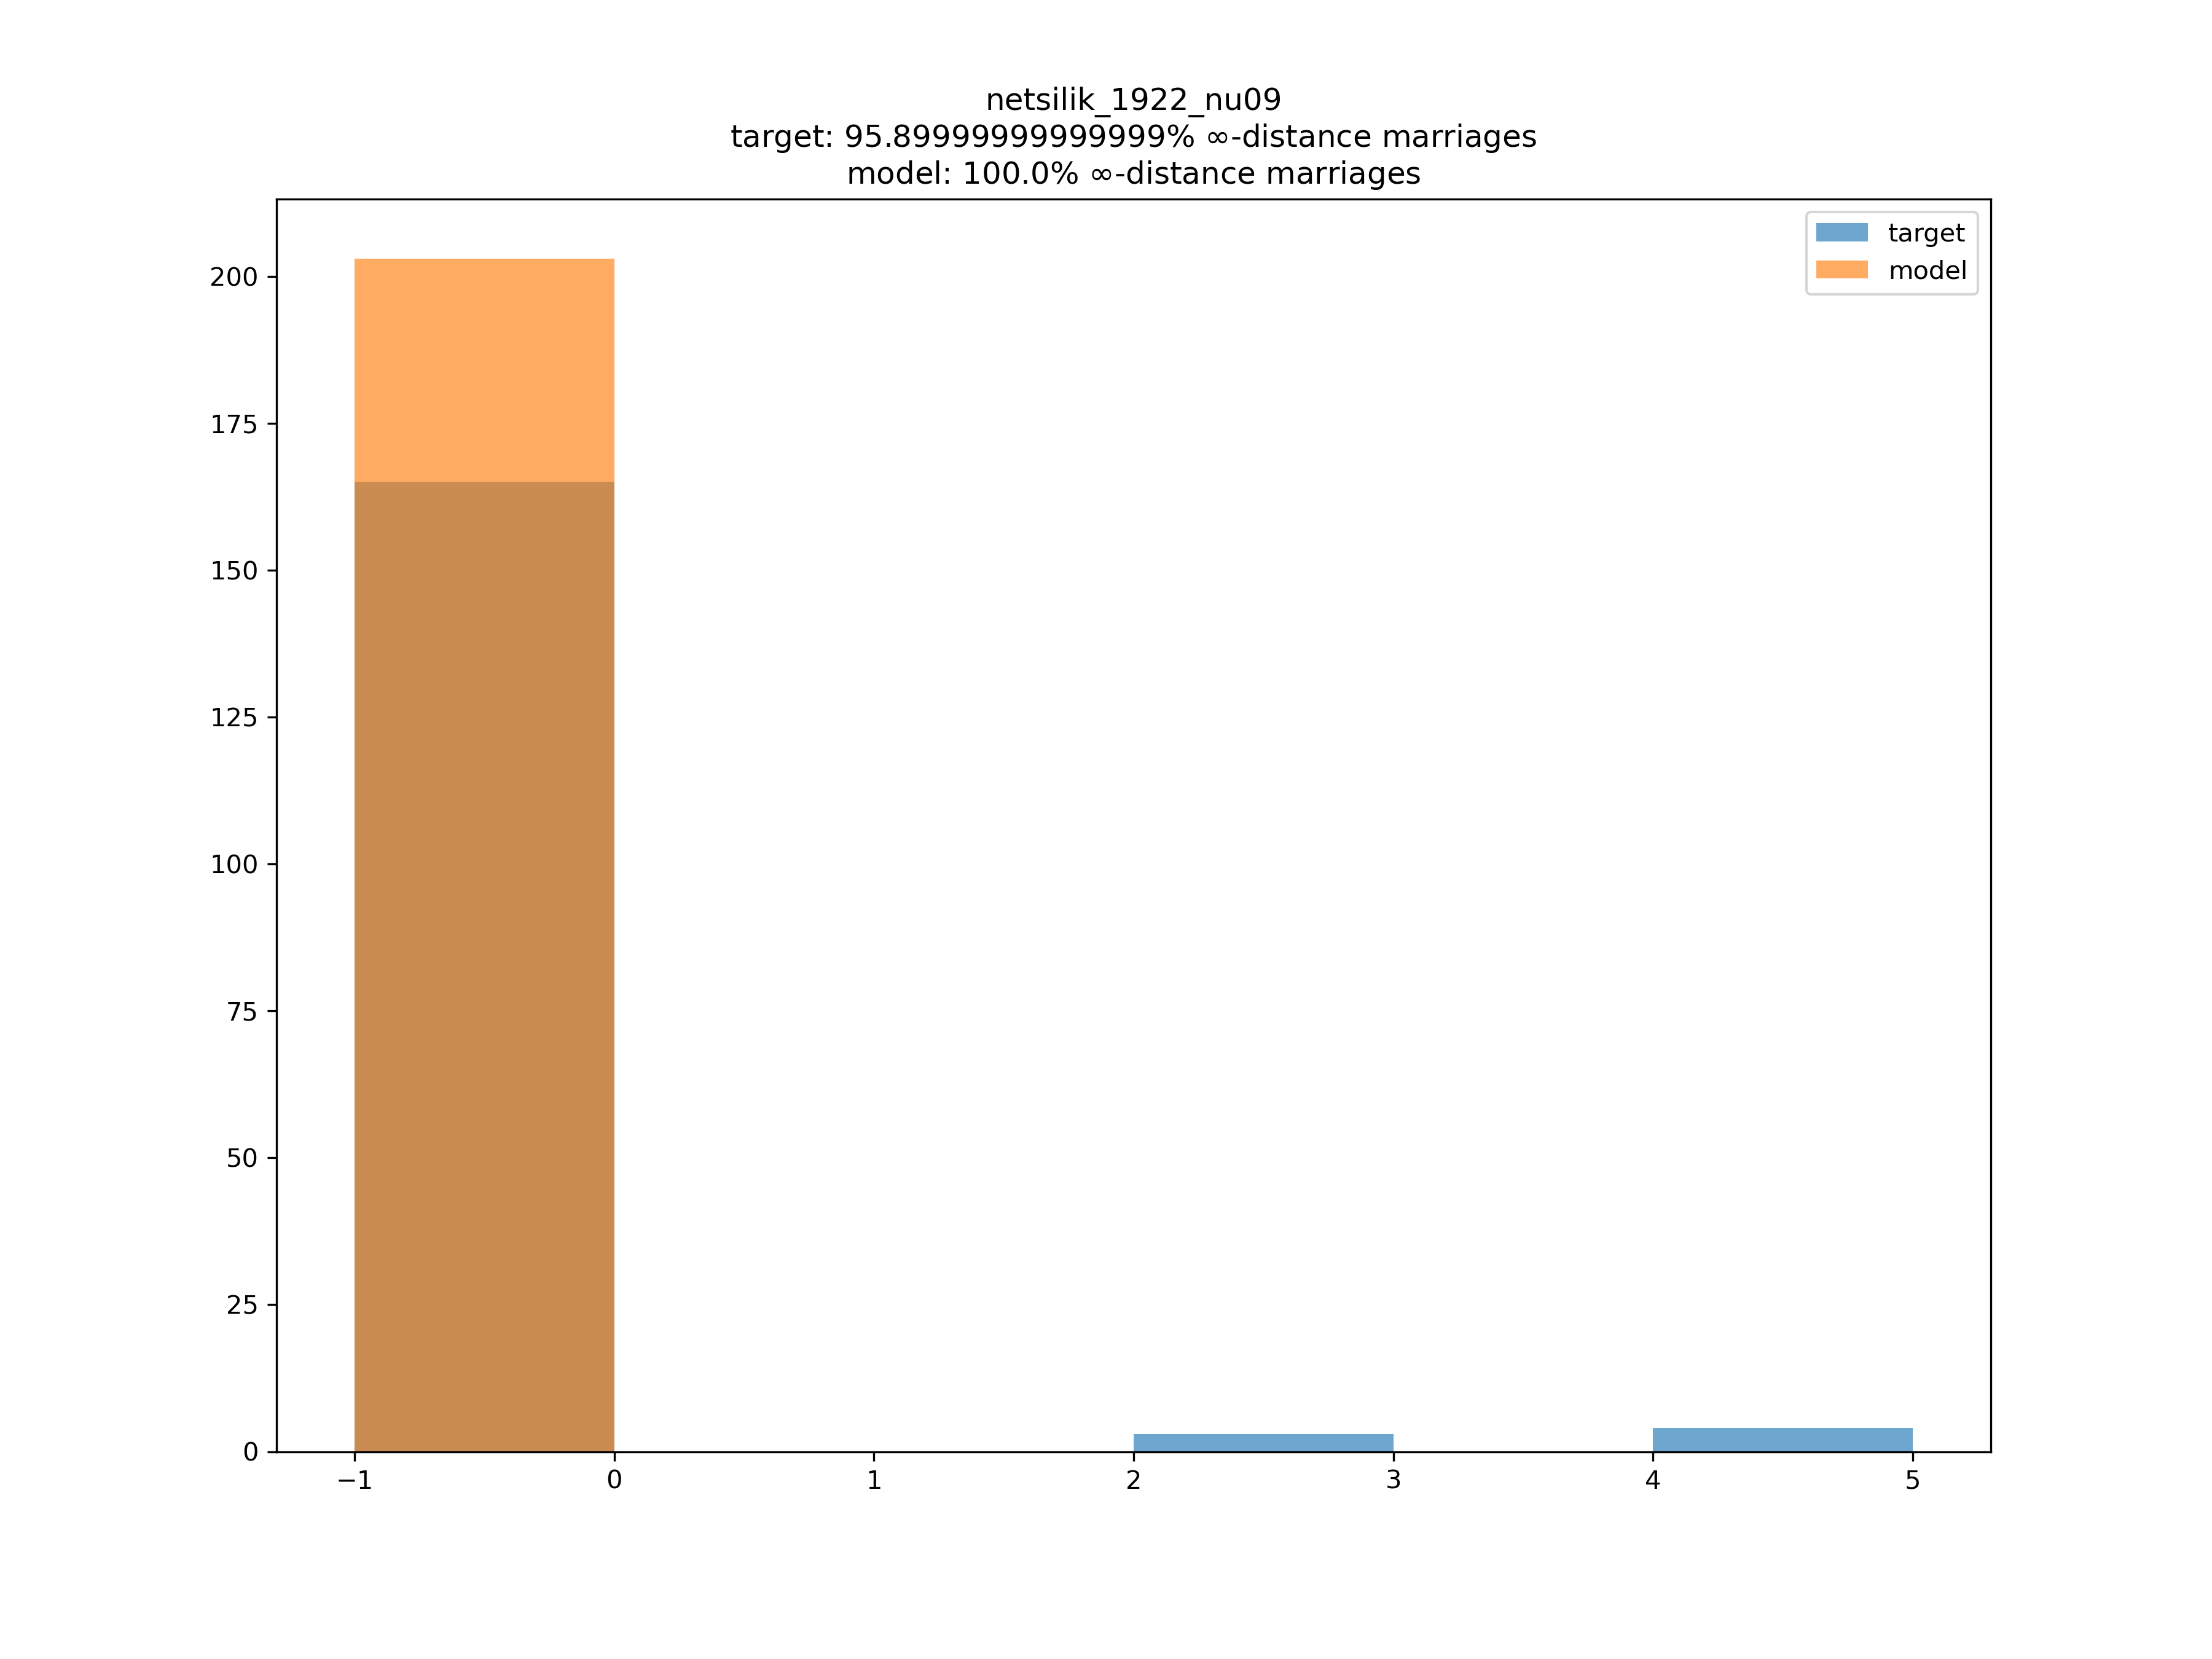 netsilik_1922_nu09
target: 95.89999999999999% ∞-distance marriages
model: 100.0% ∞-distance marriages
target
model
200
175
150
125
100
75
50
25
0
−1 0 1 2 3 4 5